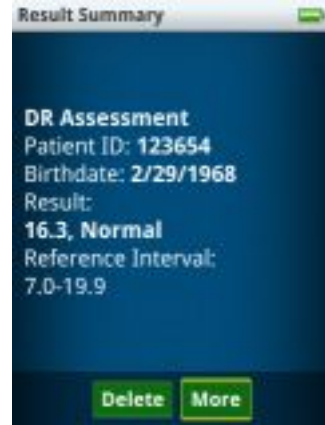 Result Summary
DR Assessment
Patient ID: 123654
Birthdate: 2/29/1968
Result:
16.3, Normal
Reference Interval:
7.0-19.9
Delete More